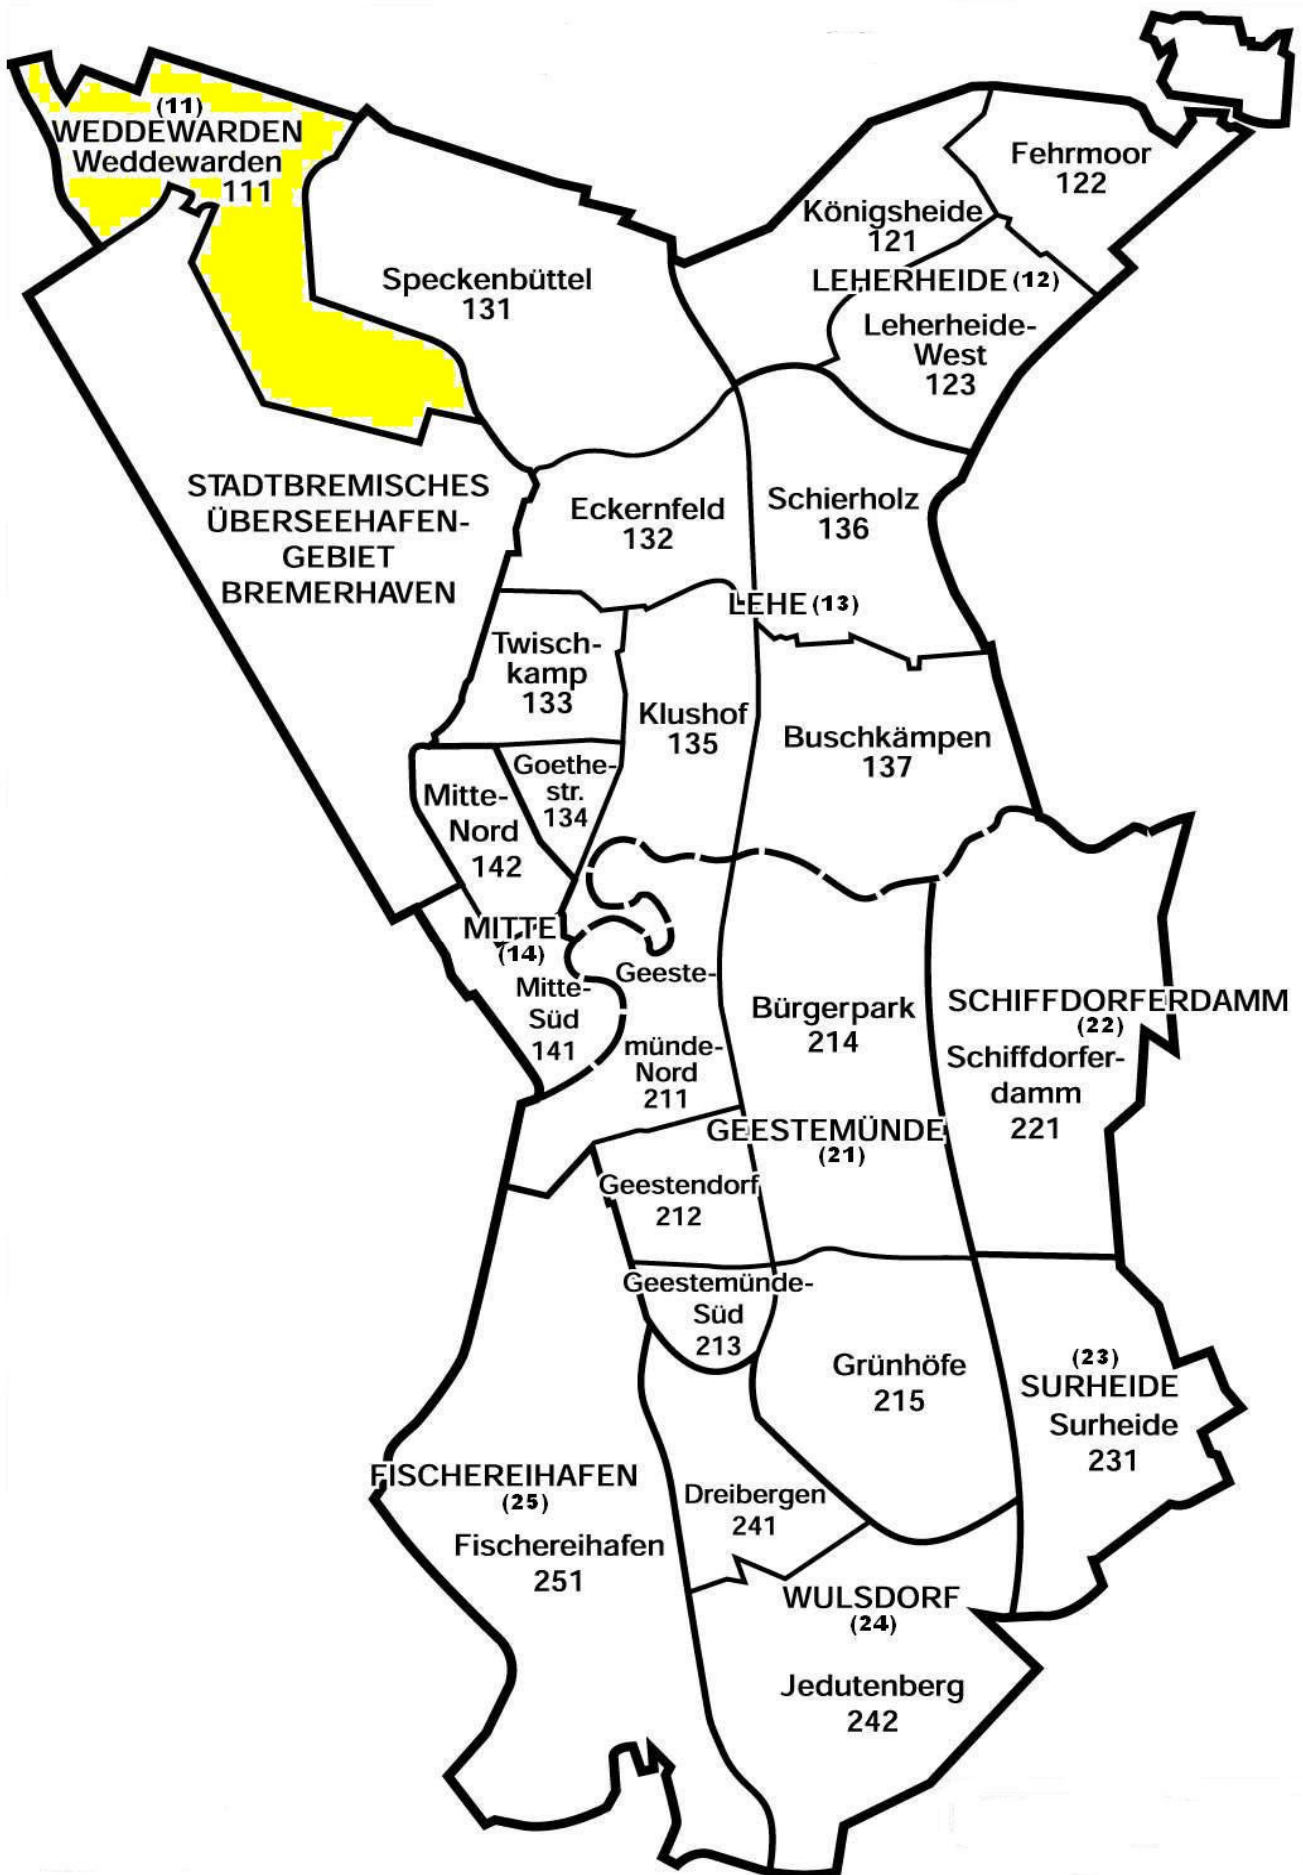 (11)
WEDDEWARDEN
Weddewarden
111
Fehrmoor
122
Königsheide
121
LEHERHEIDE (12)
Leherheide-
West
123
Speckenbüttel
131
STADTBREMISCHES
ÜBERSEEHAFEN-
GEBIET
BREMERHAVEN
Eckernfeld
132
Schierholz
136
LEHE (13)
Twisch-
kamp
133
Klushof
135
Buschkämpen
137
Goethe-
str.
134
Mitte-
Nord
142
MITTE
(14)
Mitte-
Süd
141
Geeste-
münde-
Nord
211
Bürgerpark
214
SCHIFFDORFERDAMM
(22)
Schiffdorfer-
damm
221
GEESTEMÜNDE
(21)
Geestendorf
212
Geestemünde-
Süd
213
Grünhöfe
215
(23)
SURHEIDE
Surheide
231
FISCHEREIHAFEN
(25)
Fischereihafen
251
Dreibergen
241
WULSDORF
(24)
Jedutenberg
242